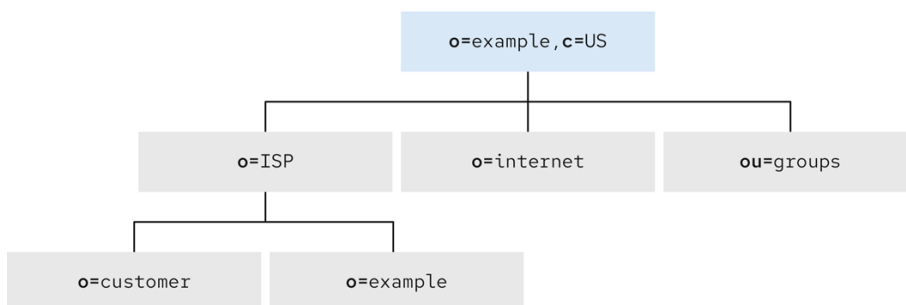 o=example,c=US
o=ISP
o=internet
ou=groups
o=customer
o=example